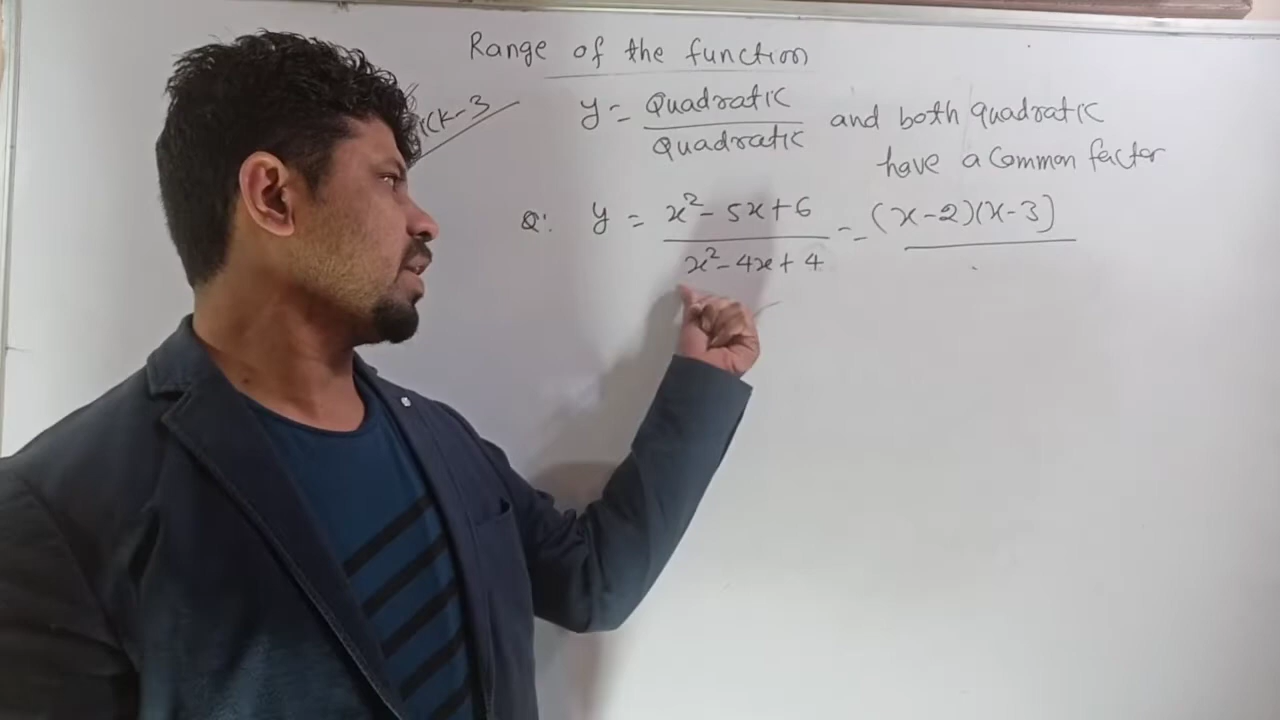 Range of the function
y = Quadratic / Quadratic and both quadratic
have a Common factor
Q: y = x² - 5x + 6 / x² - 4x + 4 = (x-2)(x-3)